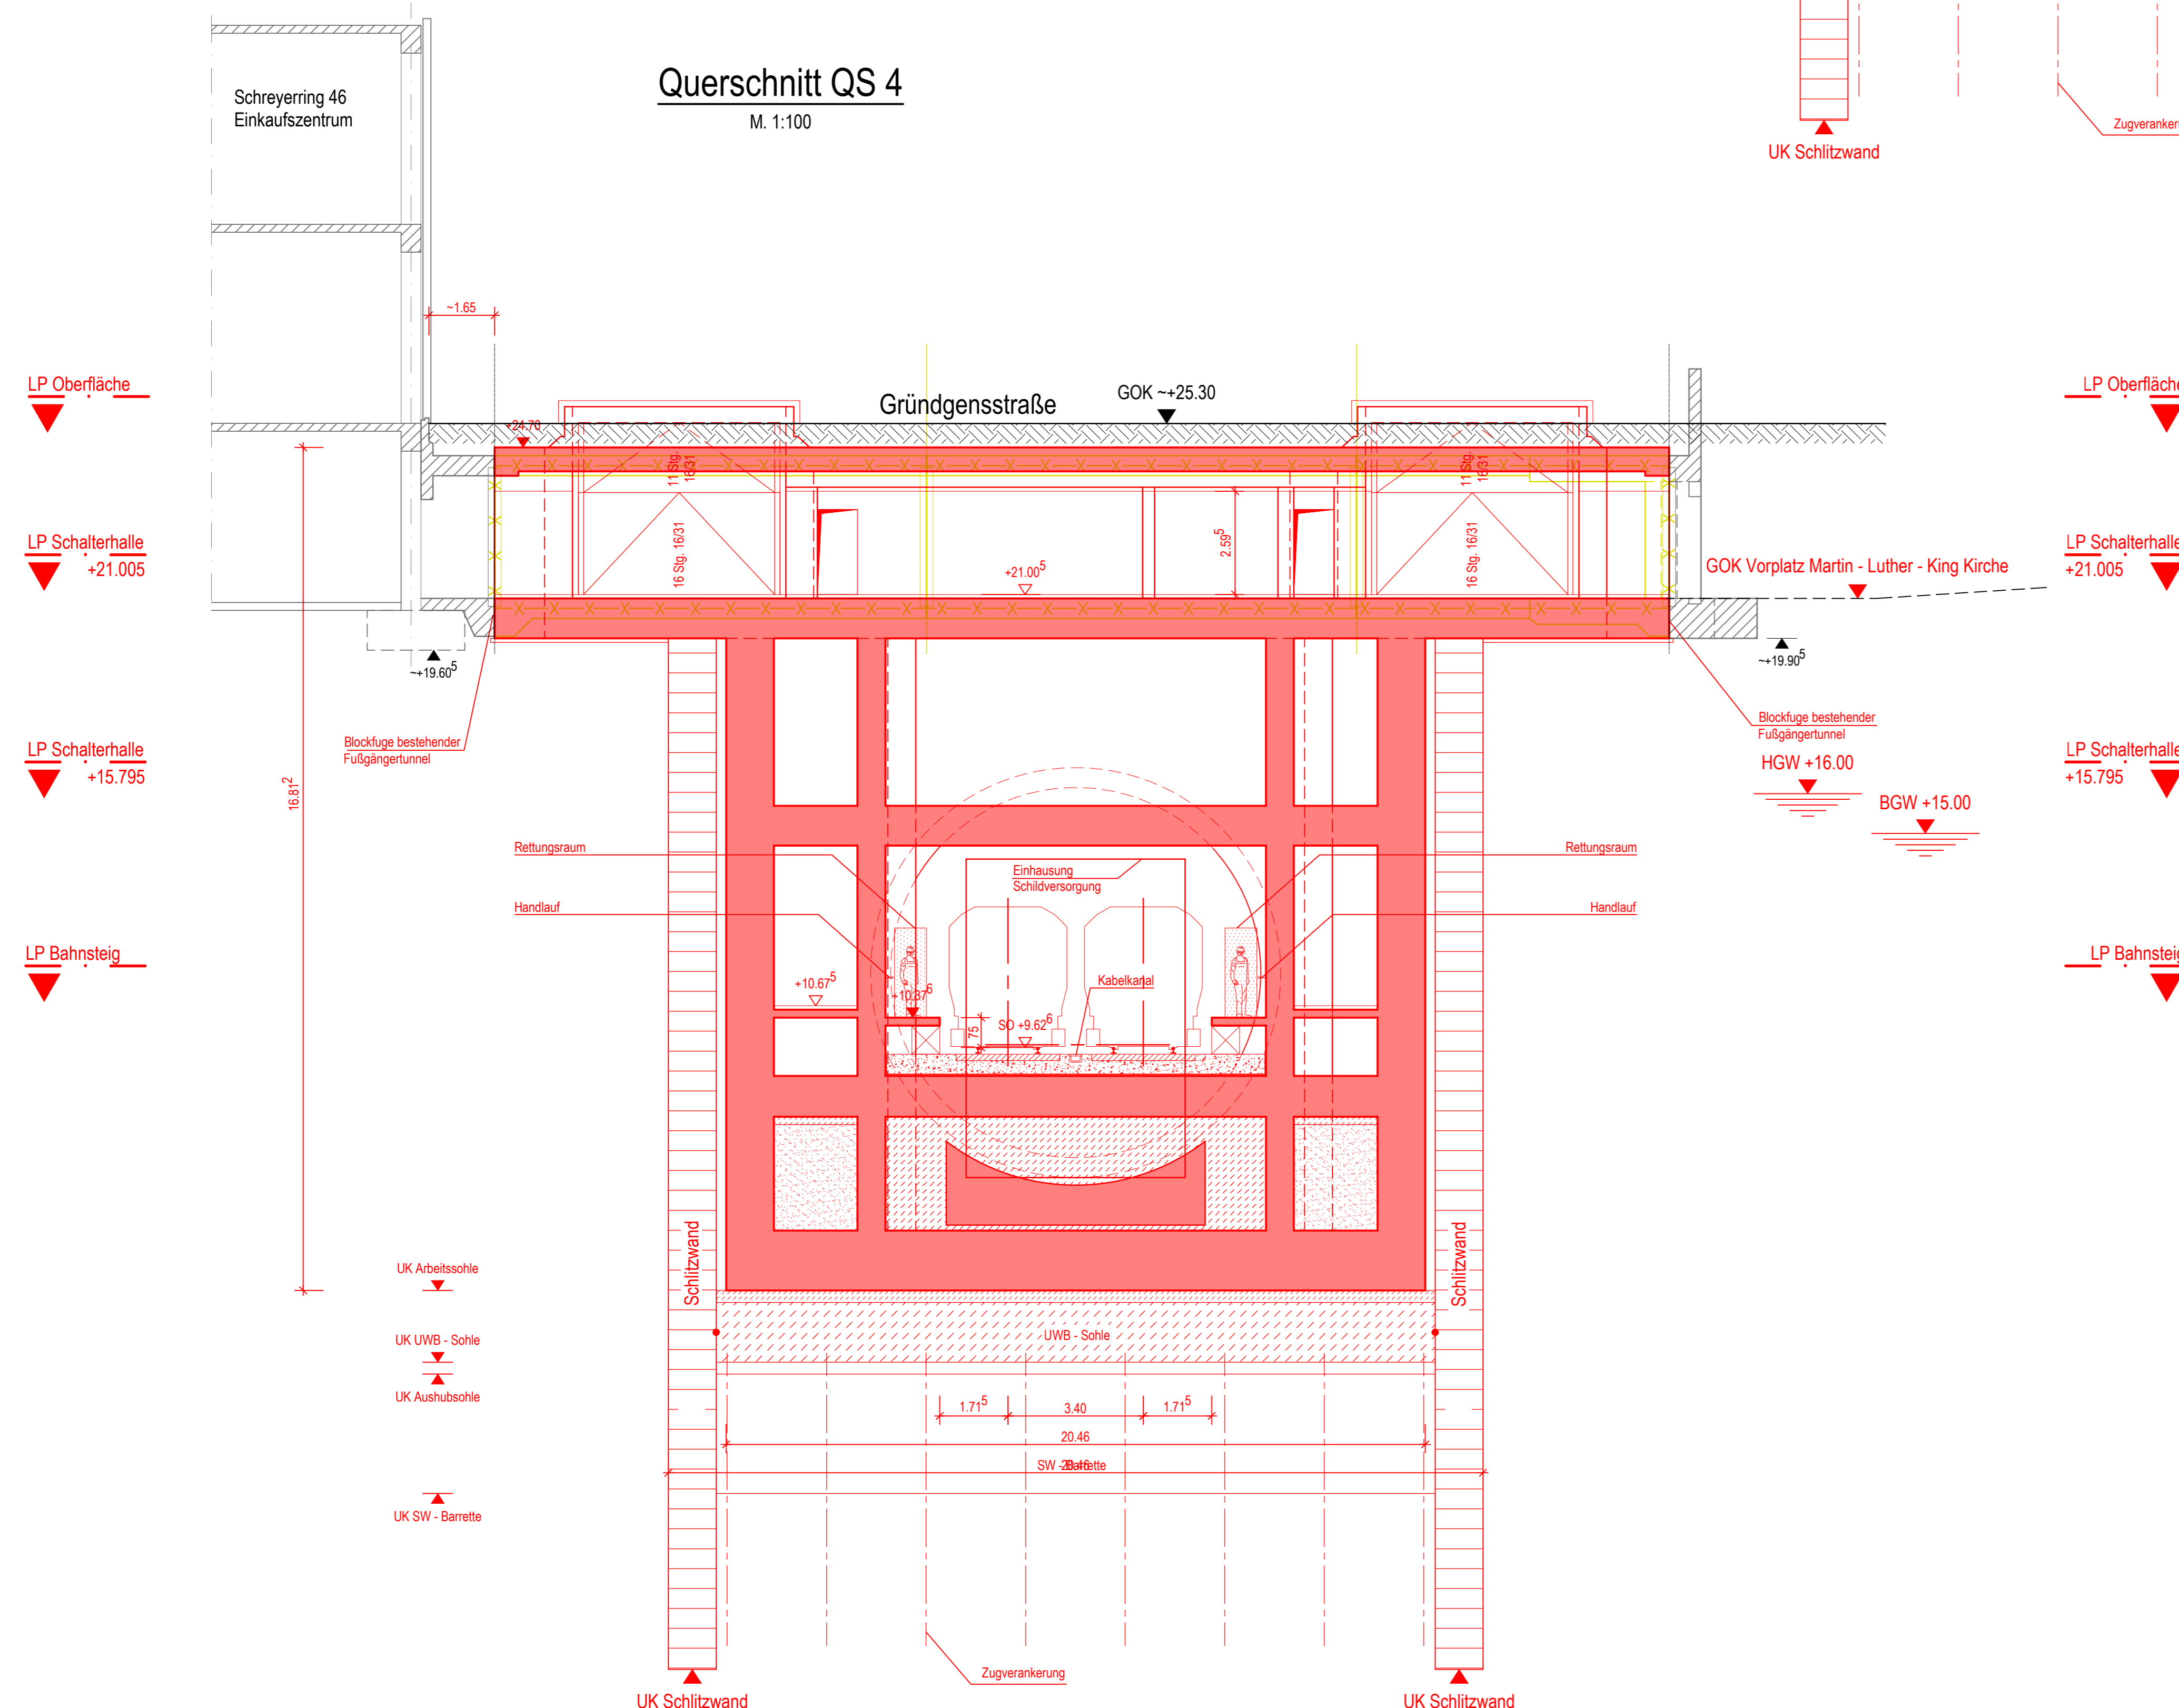 Querschnitt QS 4
M. 1:100
Schreyerring 46
Einkaufszentrum
UK Schlitzwand
~1.65
LP Oberfläche
LP Oberfläche
Gründgensstraße
GOK ~+25.30
+24.70
11 Stg.
16/31
11 Stg.
16/31
16 Stg. 16/31
16 Stg. 16/31
2.59⁵
+21.00⁵
LP Schalterhalle
+21.005
LP Schalterhalle
+21.005
GOK Vorplatz Martin - Luther - King Kirche
~+19.60⁵
~+19.90⁵
Blockfuge bestehender
Fußgängertunnel
Blockfuge bestehender
Fußgängertunnel
LP Schalterhalle
+15.795
LP Schalterhalle
+15.795
HGW +16.00
BGW +15.00
16.81²
Rettungsraum
Rettungsraum
Einhausung
Schildversorgung
Handlauf
Handlauf
LP Bahnsteig
Kabelkanal
+10.67⁵
+10.37⁶
75
SO +9.62⁶
Schlitzwand
Schlitzwand
UK Arbeitssohle
UK UWB - Sohle
UK Aushubsohle
UWB - Sohle
1.71⁵
3.40
1.71⁵
20.46
SW - Barrette
UK SW - Barrette
Zugverankerung
UK Schlitzwand
UK Schlitzwand